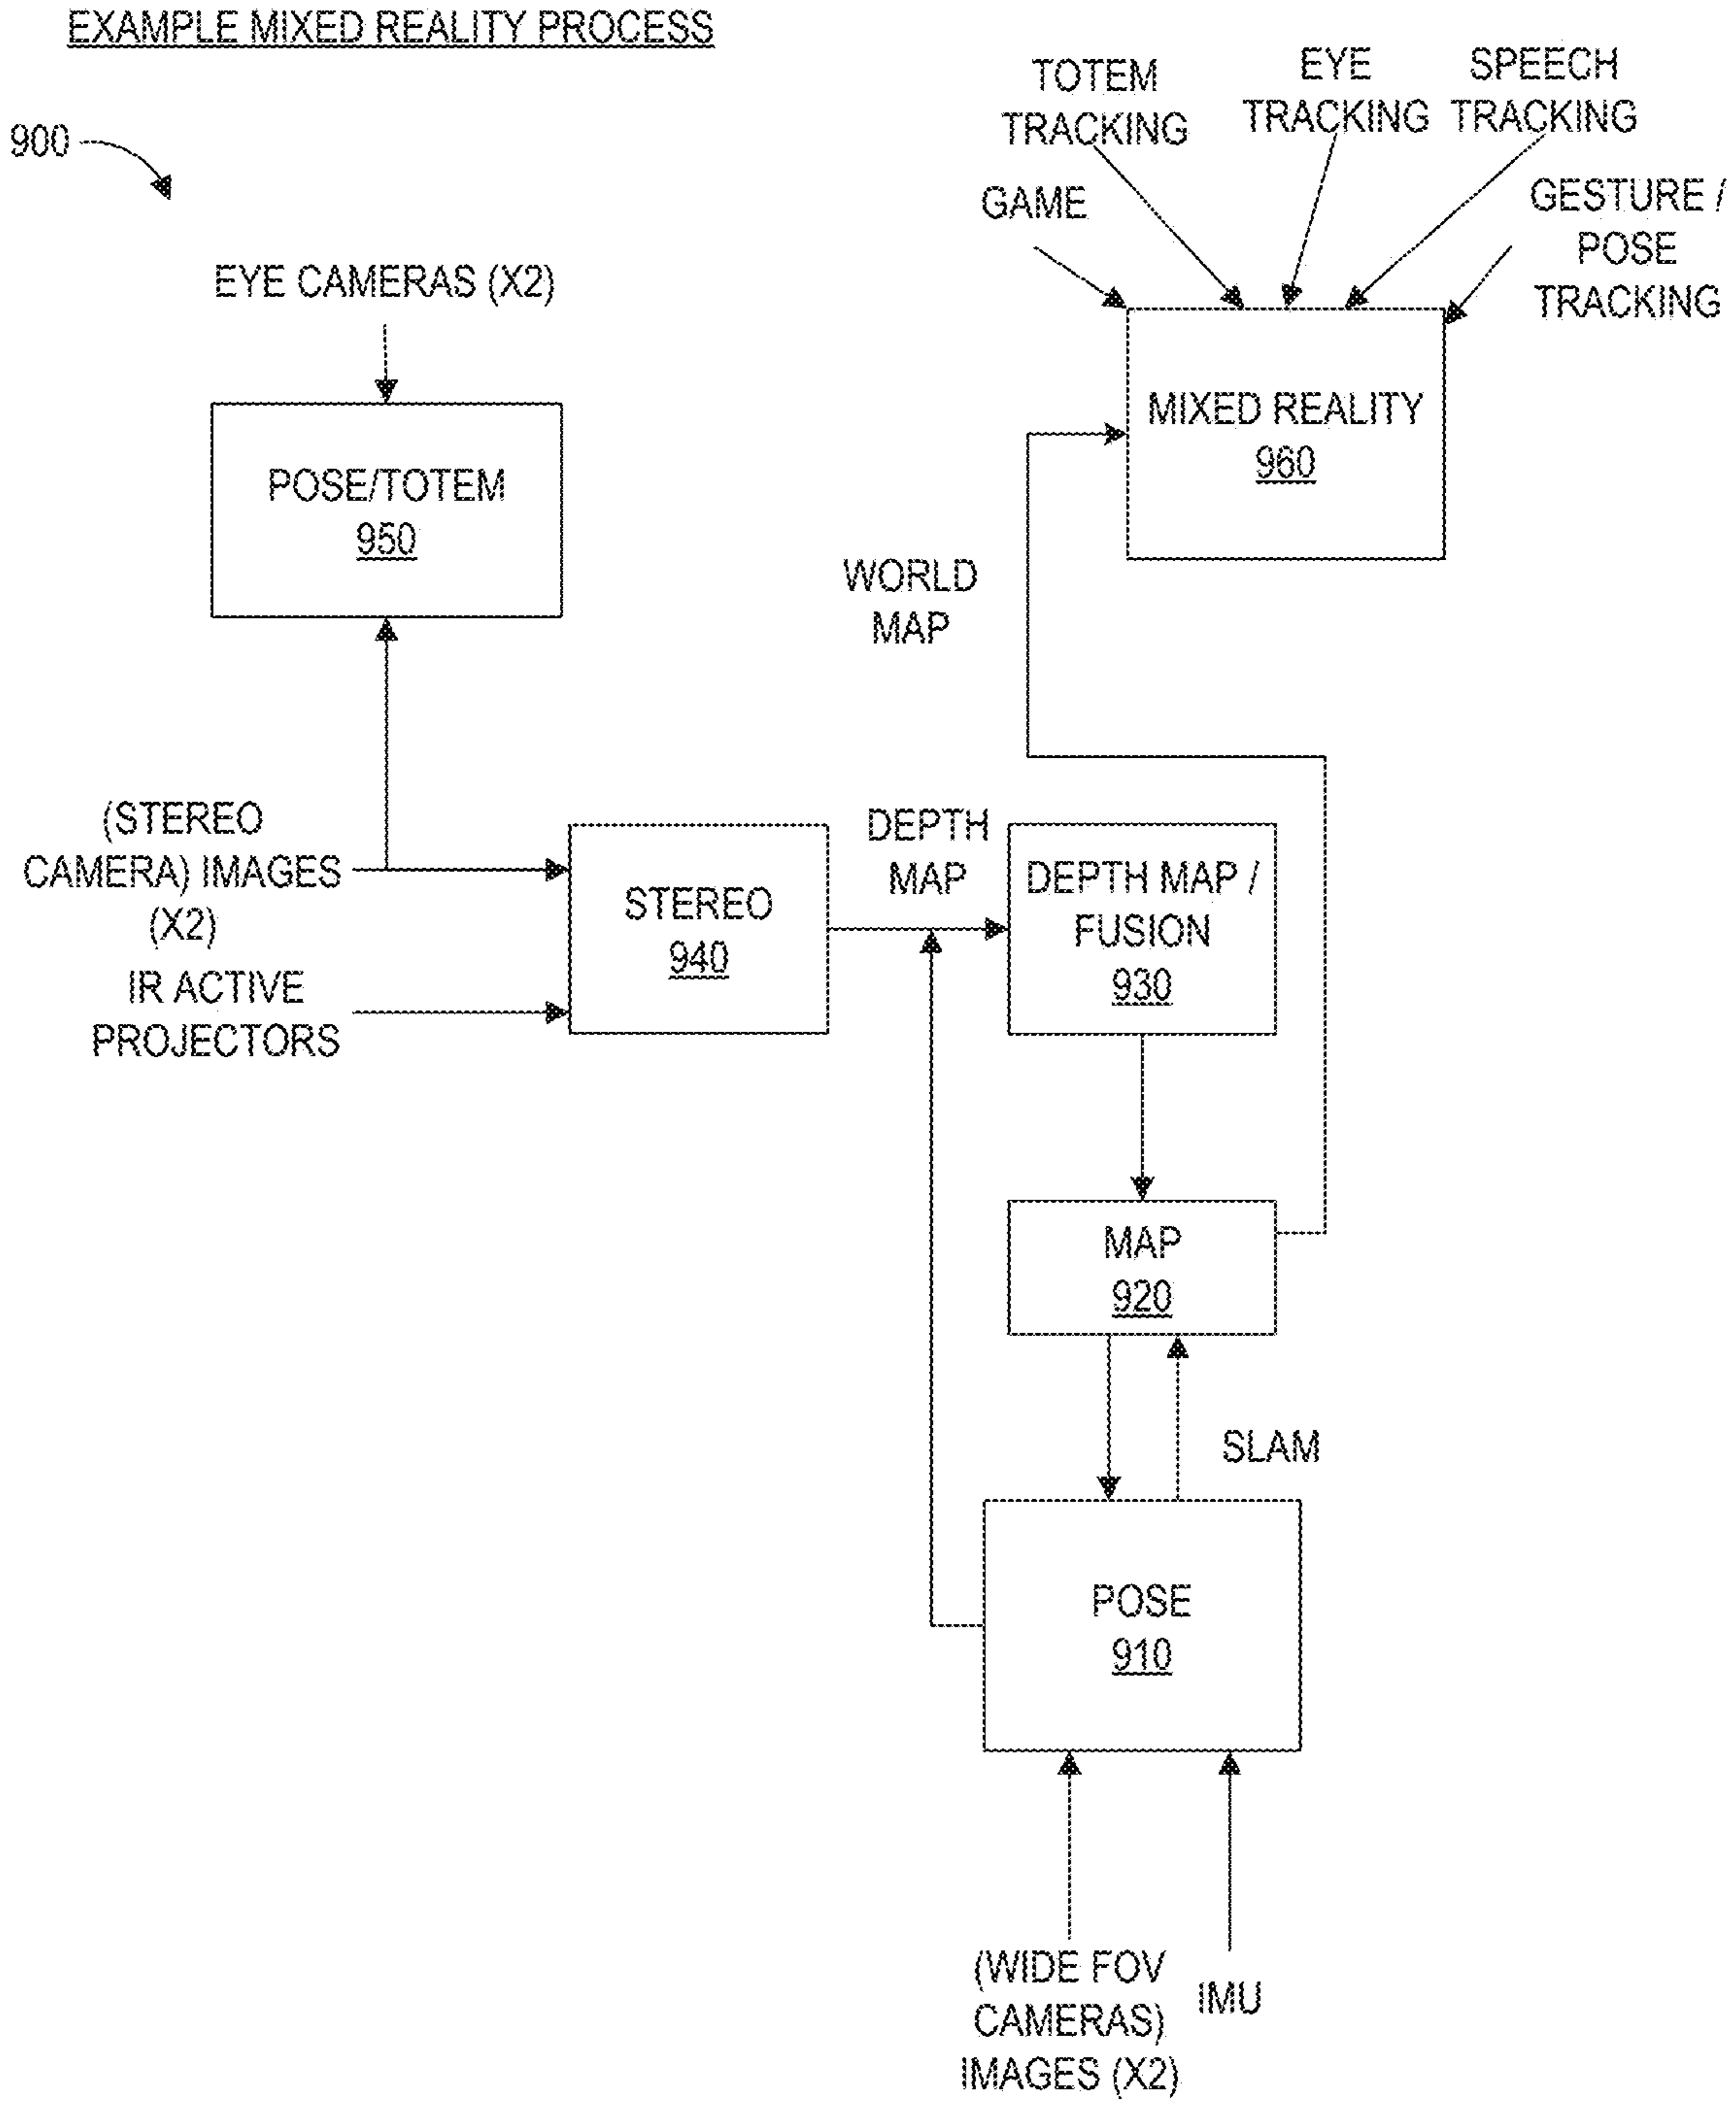 EXAMPLE MIXED REALITY PROCESS
900
TOTEM
TRACKING
EYE
TRACKING
SPEECH
TRACKING
GAME
GESTURE /
POSE
TRACKING
EYE CAMERAS (X2)
MIXED REALITY
960
POSE/TOTEM
950
WORLD
MAP
(STEREO
CAMERA) IMAGES
(X2)
IR ACTIVE
PROJECTORS
STEREO
940
DEPTH
MAP
DEPTH MAP /
FUSION
930
MAP
920
SLAM
POSE
910
(WIDE FOV
CAMERAS)
IMAGES (X2)
IMU